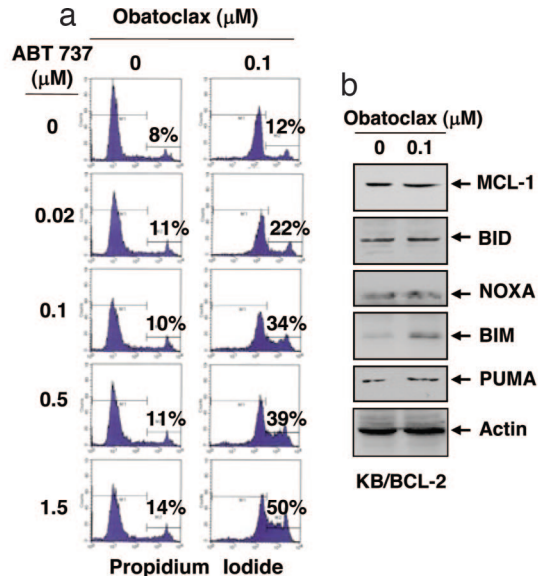 a
Obatoclax (μM)
ABT 737 (μM)
0 0.1
0 8% 12%
0.02 11% 22%
0.1 10% 34%
0.5 11% 39%
1.5 14% 50%
Propidium Iodide
b
Obatoclax (μM)
0 0.1
MCL-1
BID
NOXA
BIM
PUMA
Actin
KB/BCL-2